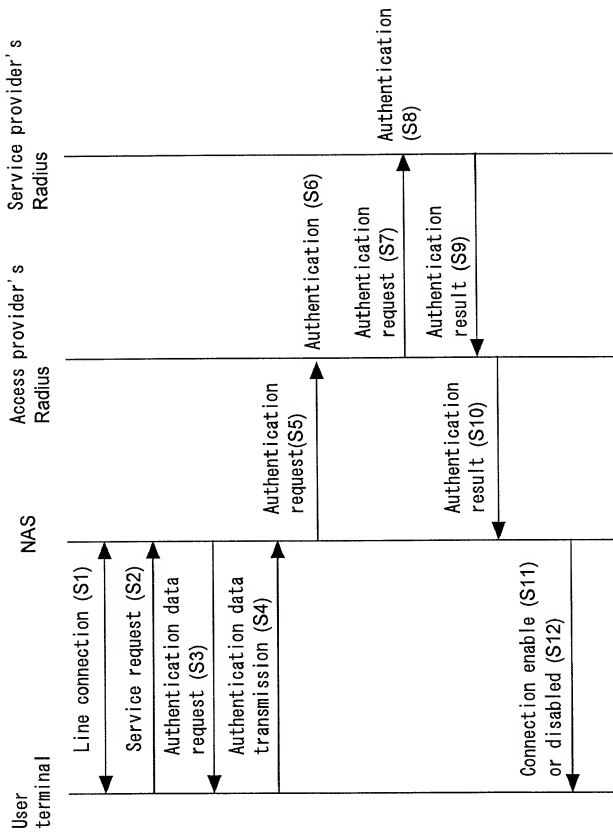 User
terminal
NAS
Access provider's
Radius
Service provider's
Radius
Line connection (S1)
Service request (S2)
Authentication data
request (S3)
Authentication data
transmission (S4)
Authentication
request(S5)
Authentication (S6)
Authentication
request (S7)
Authentication
(S8)
Authentication
result (S9)
Authentication
result (S10)
Connection enable (S11)
or disabled (S12)